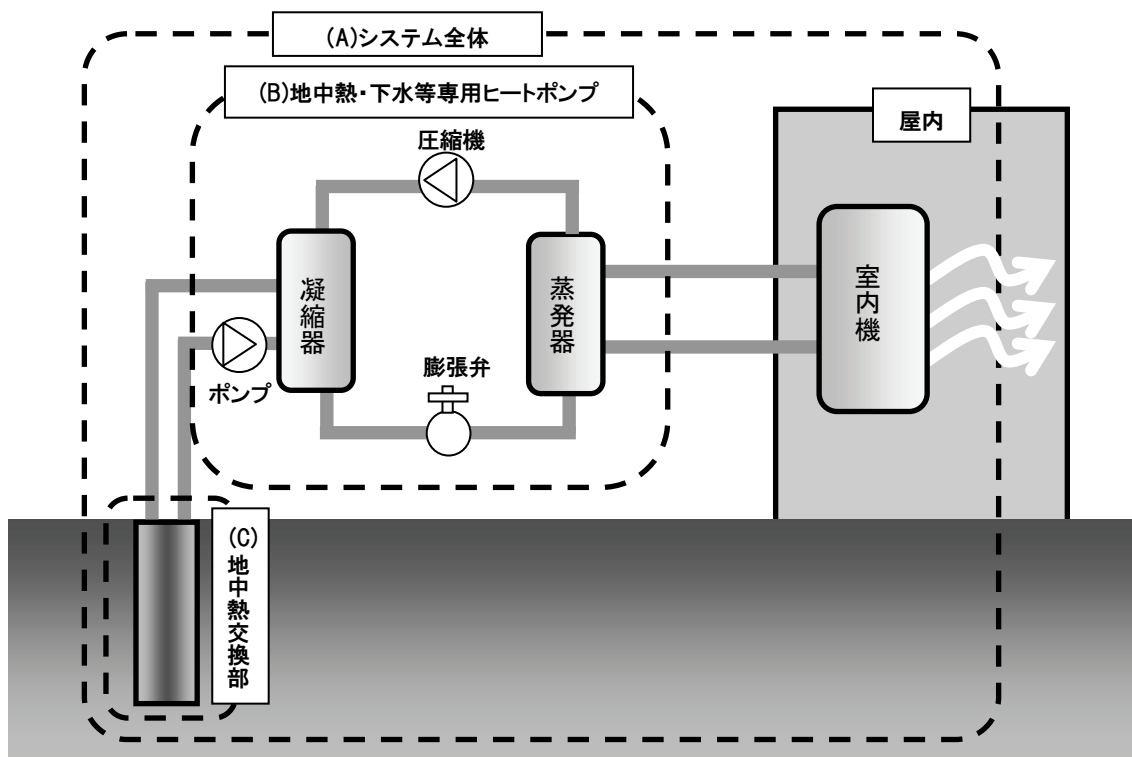 (A)システム全体
(B)地中熱・下水等専用ヒートポンプ
屋内
圧縮機
凝縮器
蒸発器
室内機
ポンプ
膨張弁
(C)
地中熱交換部